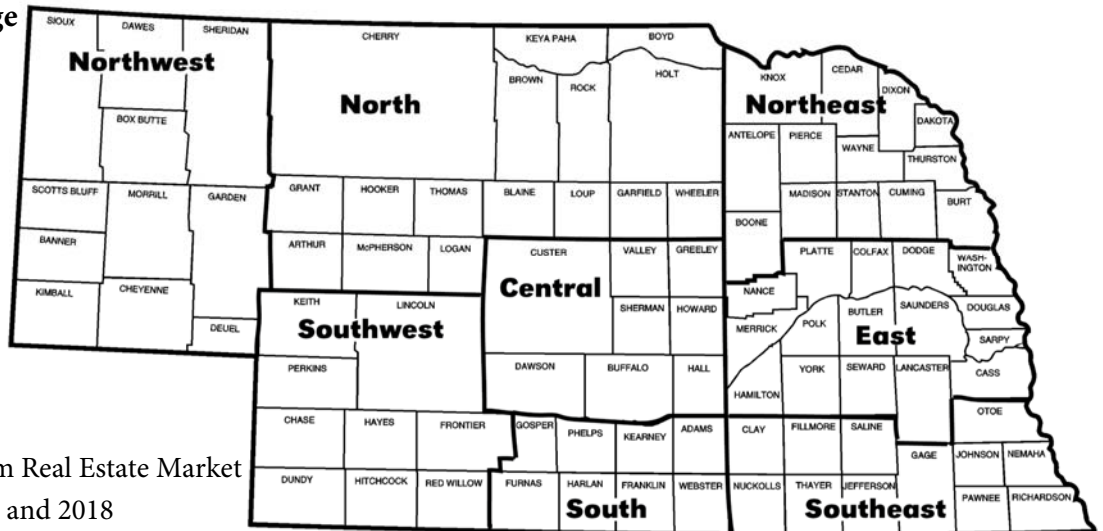 ge
SIOUX
DAWES
SHERIDAN
Northwest
BOX BUTTE
SCOTTS BLUFF
MORRILL
GARDEN
BANNER
KIMBALL
CHEYENNE
DEUEL
CHERRY
KEYA PAHA
BOYD
North
BROWN
ROCK
HOLT
GRANT
HOOKER
THOMAS
BLAINE
LOUP
GARFIELD
WHEELER
ARTHUR
McPHERSON
LOGAN
KNOX
CEDAR
DIXON
Northeast
DAKOTA
ANTELOPE
PIERCE
WAYNE
THURSTON
MADISON
STANTON
CUMING
BURT
BOONE
CUSTER
VALLEY
GREELEY
Central
SHERMAN
HOWARD
DAWSON
BUFFALO
HALL
PLATTE
COLFAX
DODGE
WASH-
INGTON
NANCE
MERRICK
POLK
BUTLER
SAUNDERS
DOUGLAS
East
SARPY
YORK
SEWARD
LANCASTER
CASS
HAMILTON
KEITH
LINCOLN
Southwest
PERKINS
CHASE
HAYES
FRONTIER
DUNDY
HITCHCOCK
RED WILLOW
GOSPER
PHELPS
KEARNEY
ADAMS
FURNAS
HARLAN
FRANKLIN
WEBSTER
South
CLAY
FILLMORE
SALINE
OTOE
GAGE
JOHNSON
NEMAHA
NUCKOLLS
THAYER
JEFFERSON
PAWNEE
RICHARDSON
Southeast
m Real Estate Market
and 2018